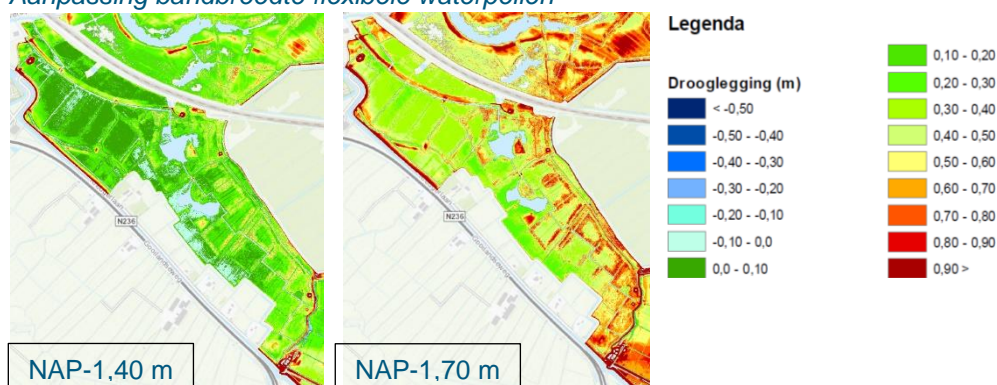 Aanpassing bandbreedte flexibele waterpeilen
N236
NAP-1,40 m
N236
NAP-1,70 m
Legenda
Drooglegging (m)
< -0,50
-0,50 - -0,40
-0,40 - -0,30
-0,30 - -0,20
-0,20 - -0,10
-0,10 - 0,0
0,0 - 0,10
0,10 - 0,20
0,20 - 0,30
0,30 - 0,40
0,40 - 0,50
0,50 - 0,60
0,60 - 0,70
0,70 - 0,80
0,80 - 0,90
0,90 >